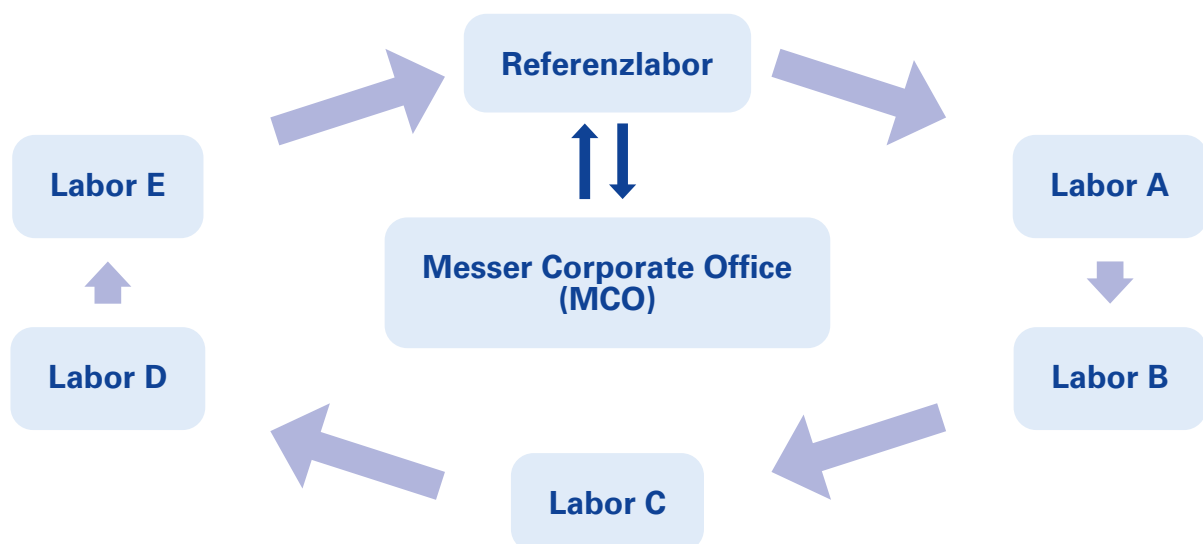 Referenzlabor
Labor E
Labor A
Messer Corporate Office
(MCO)
Labor D
Labor B
Labor C